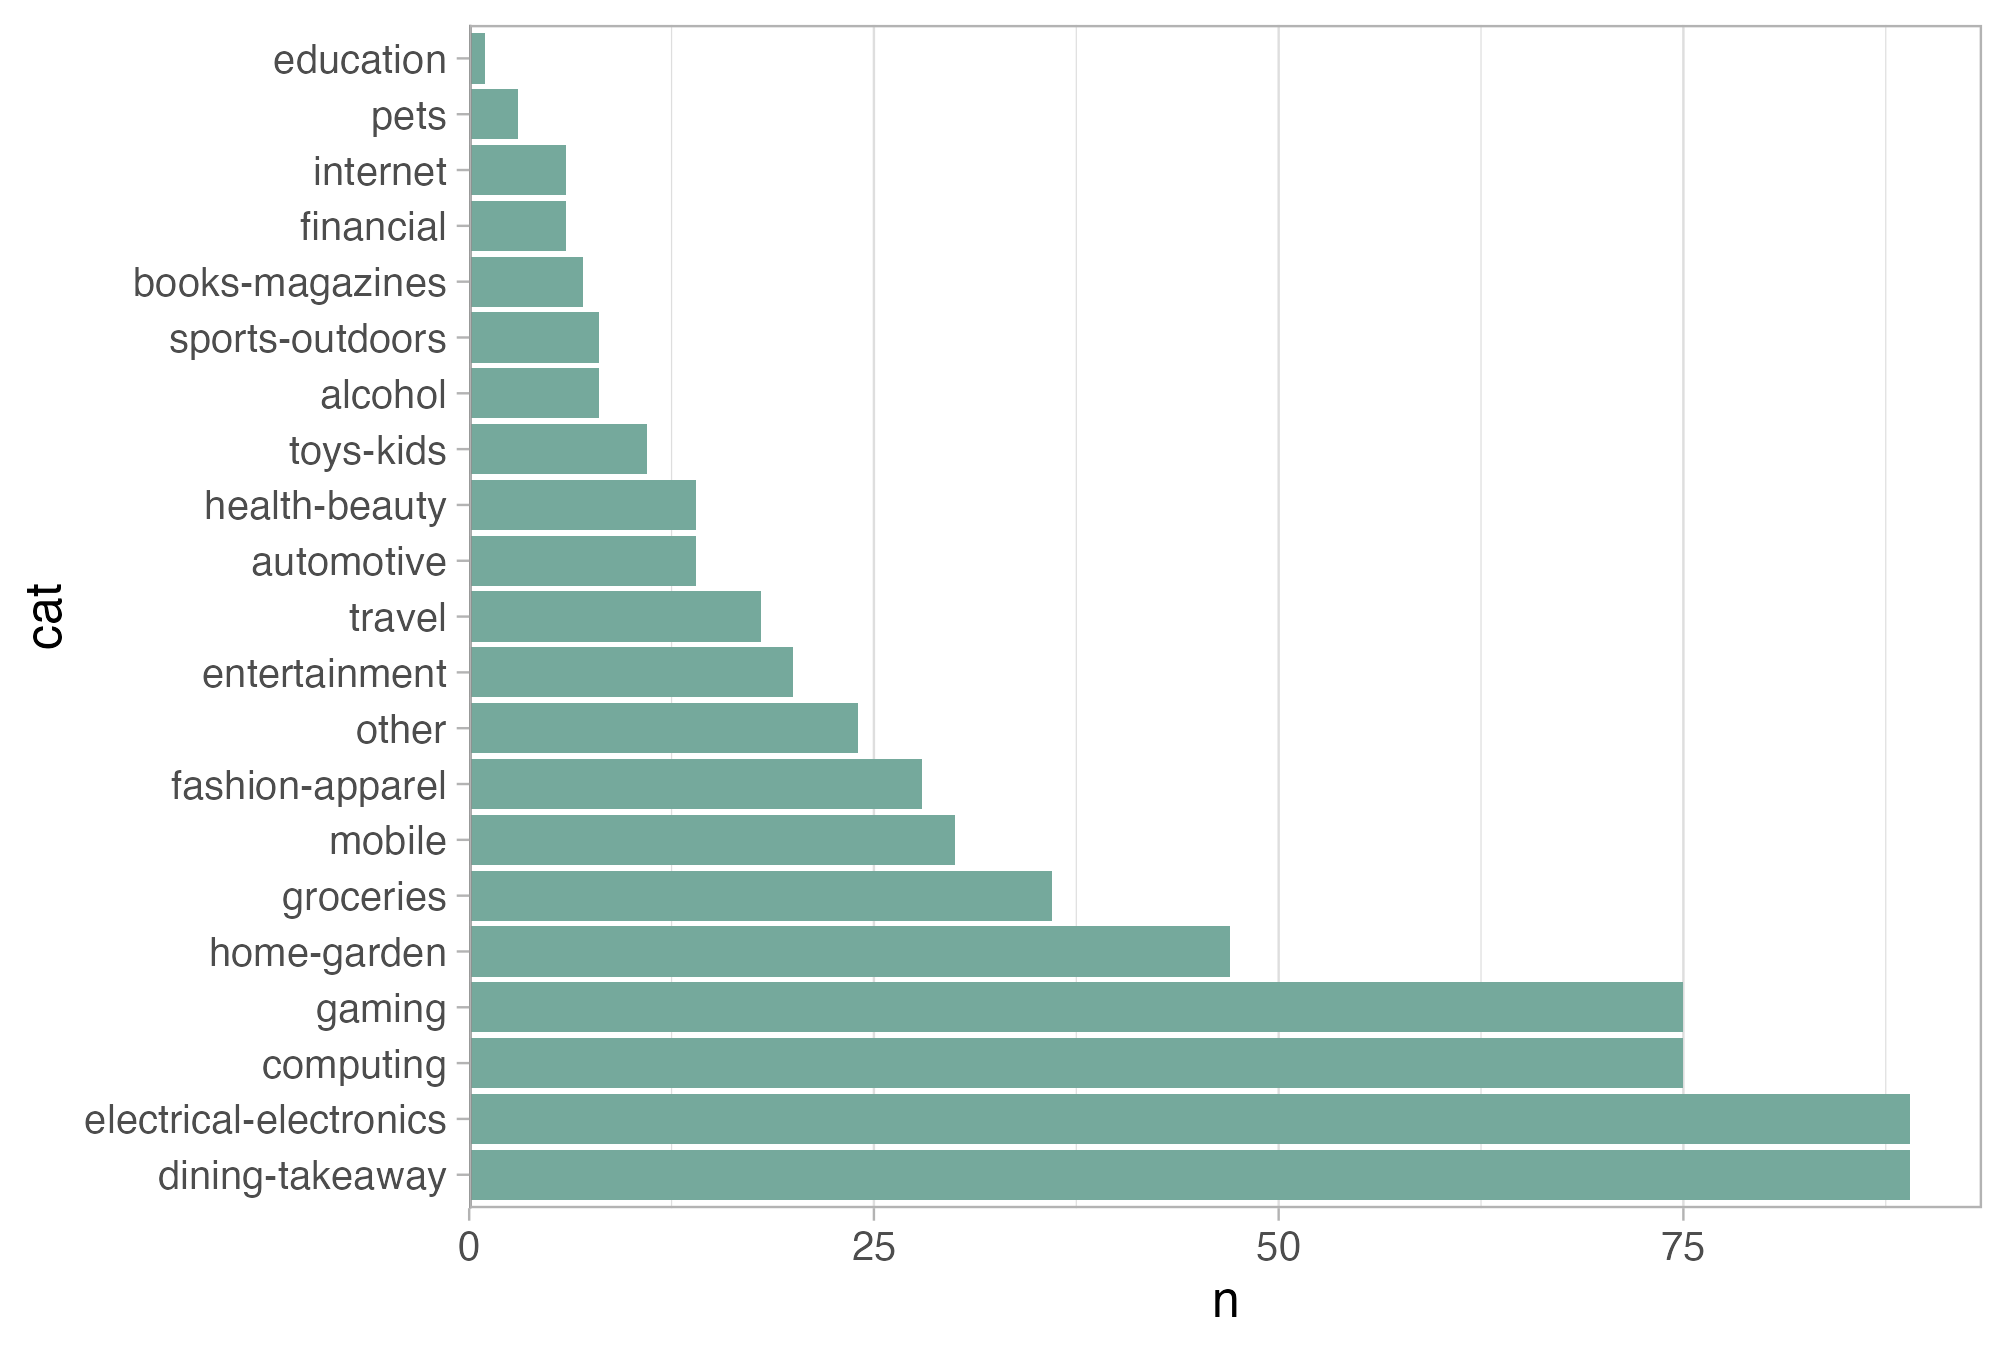 education
pets
internet
financial
books-magazines
sports-outdoors
alcohol
toys-kids
health-beauty
automotive
travel
entertainment
other
fashion-apparel
mobile
groceries
home-garden
gaming
computing
electrical-electronics
dining-takeaway
cat
0 25 50 75
n